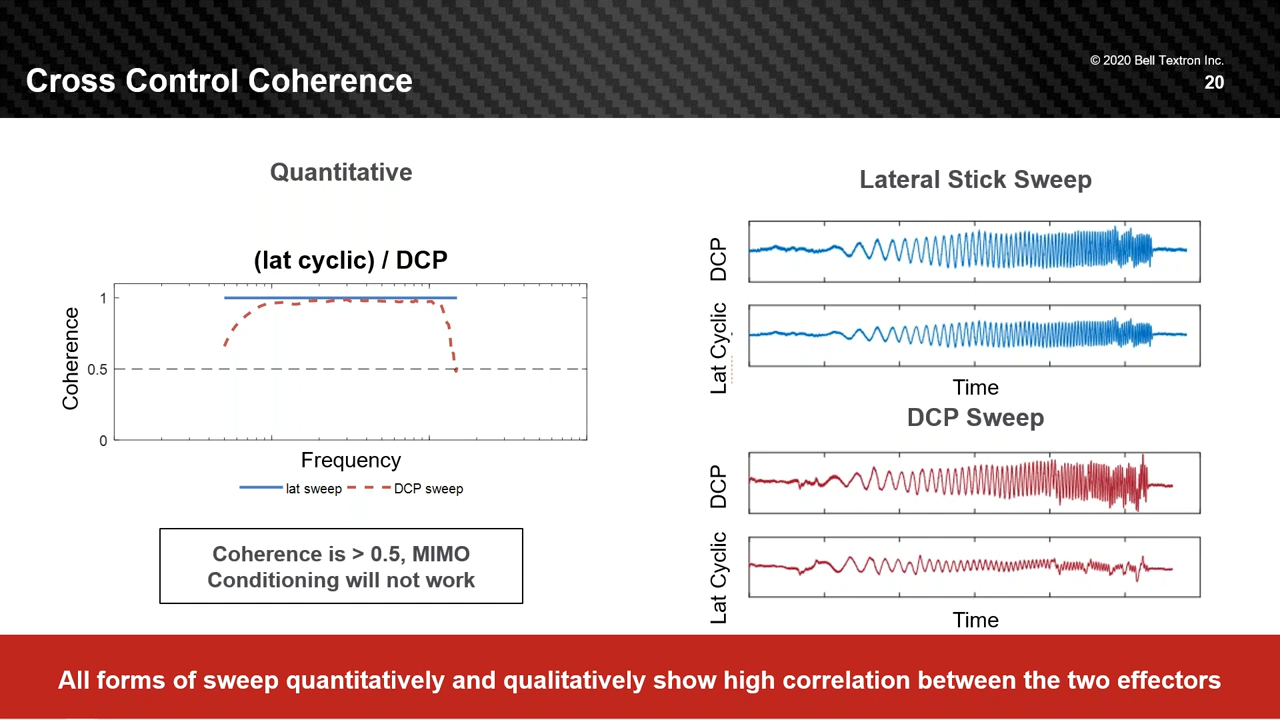 Cross Control Coherence
© 2020 Bell Textron Inc.
20
Quantitative
(lat cyclic) / DCP
Coherence
1
0.5
0
Frequency
lat sweep
DCP sweep
Coherence is > 0.5, MIMO
Conditioning will not work
Lateral Stick Sweep
DCP
Lat Cyclic
Time
DCP Sweep
DCP
Lat Cyclic
Time
All forms of sweep quantitatively and qualitatively show high correlation between the two effectors